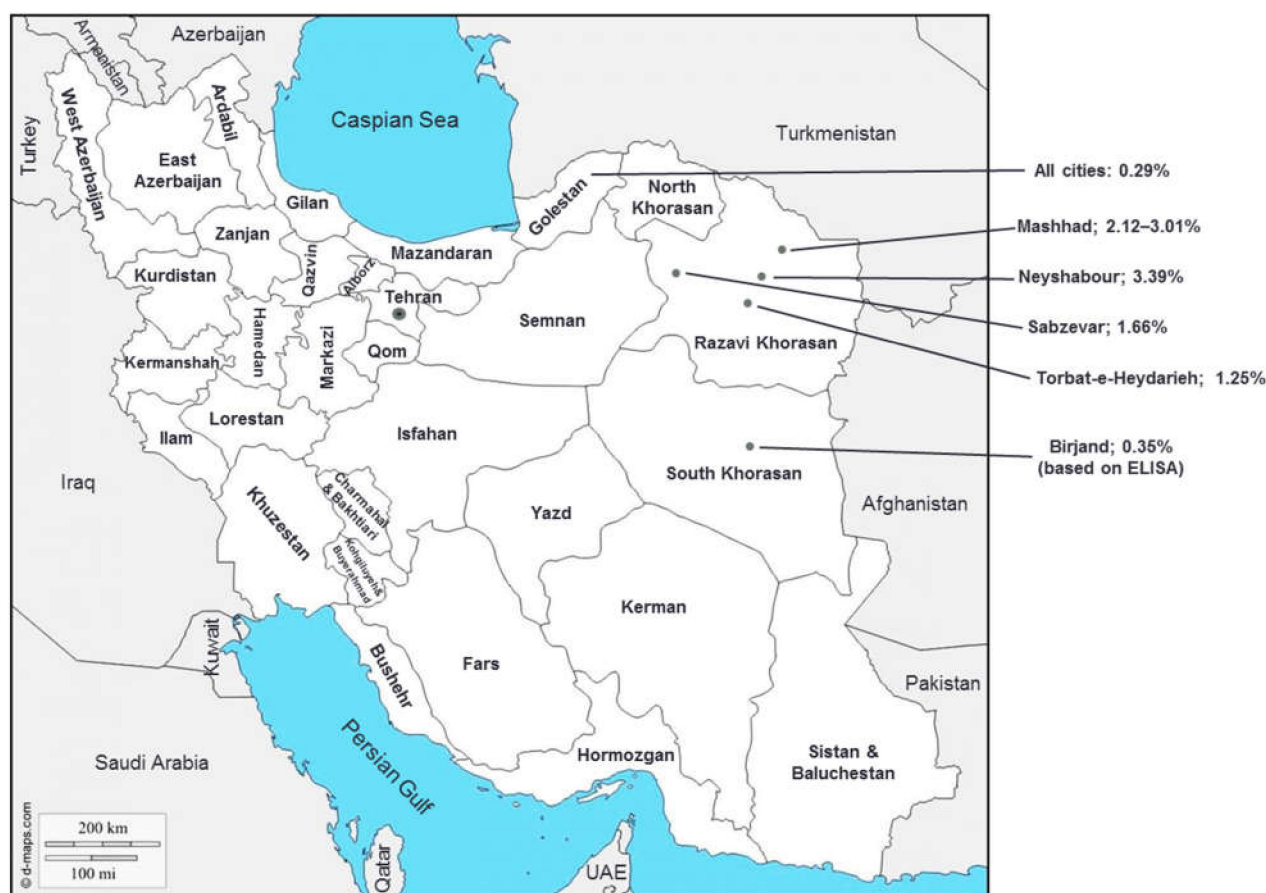 Azerbaijan
Armenistan
Turkey
West Azerbaijan
Ardabil
East
Azerbaijan
Caspian Sea
Turkmenistan
Gilan
Golestan
North
Khorasan
All cities: 0.29%
Zanjan
Mazandaran
Mashhad; 2.12–3.01%
Kurdistan
Qazvin
Alborz
Tehran
Neyshabour; 3.39%
Hamedan
Markazi
Semnan
Sabzevar; 1.66%
Razavi Khorasan
Kermanshah
Qom
Torbat-e-Heydarieh; 1.25%
Lorestan
Ilam
Isfahan
Birjand; 0.35%
(based on ELISA)
South Khorasan
Iraq
Khuzestan
Charmahal
& Bakhtiari
Yazd
Afghanistan
Kohgiluyeh&
Buyerahmad
Kerman
Kuwait
Bushehr
Fars
Pakistan
Saudi Arabia
Persian Gulf
Hormozgan
Sistan &
Baluchestan
© d-maps.com
200 km
100 mi
Qatar
UAE